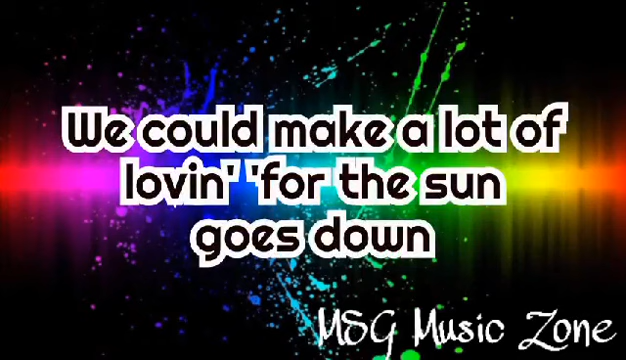 We could make a lot of
lovin' 'for the sun
goes down
MSG Music Zone